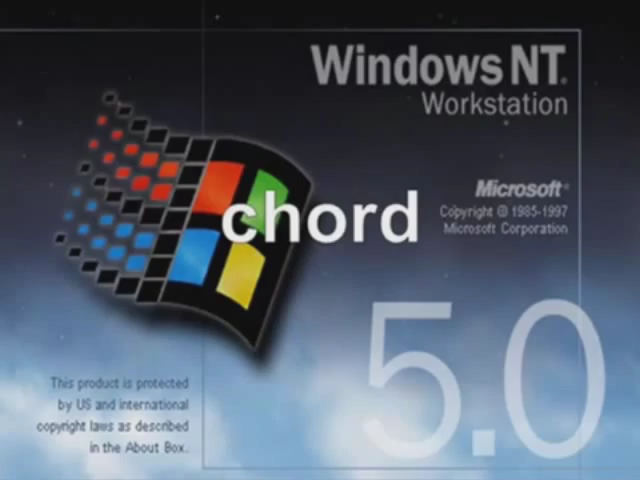 Windows NT®
Workstation
chord
Microsoft®
Copyright © 1985-1997
Microsoft Corporation
5.0
This product is protected
by US and international
copyright laws as described
in the About Box.